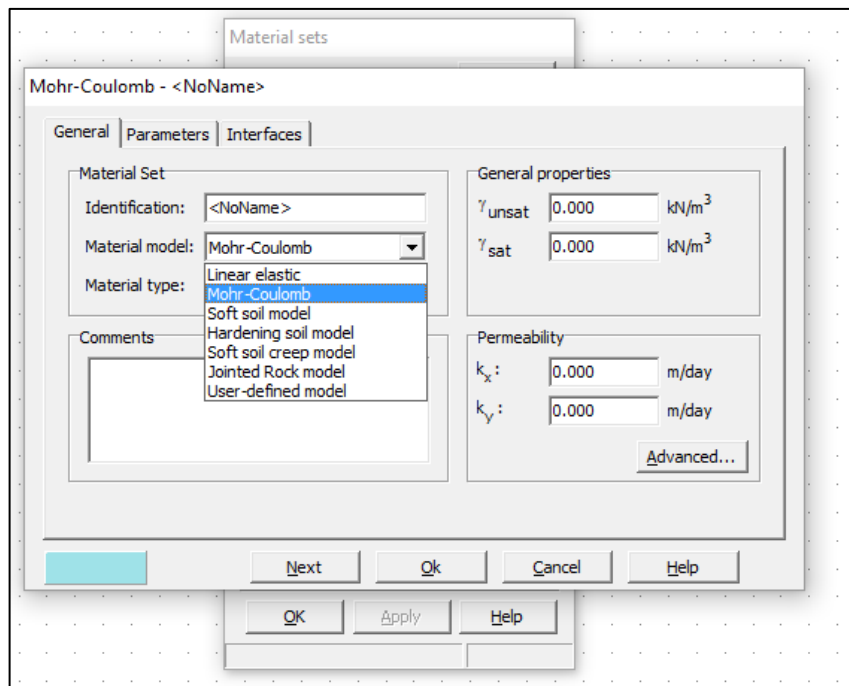 Material sets
Mohr-Coulomb - <NoName>
General Parameters Interfaces
Material Set
Identification: <NoName>
Material model: Mohr-Coulomb
Linear elastic
Mohr-Coulomb
Soft soil model
Hardening soil model
Soft soil creep model
Jointed Rock model
User-defined model
Material type:
Comments
General properties
γunsat 0.000 kN/m³
γsat 0.000 kN/m³
Permeability
kx: 0.000 m/day
ky: 0.000 m/day
Advanced...
Next Ok Cancel Help
OK Apply Help